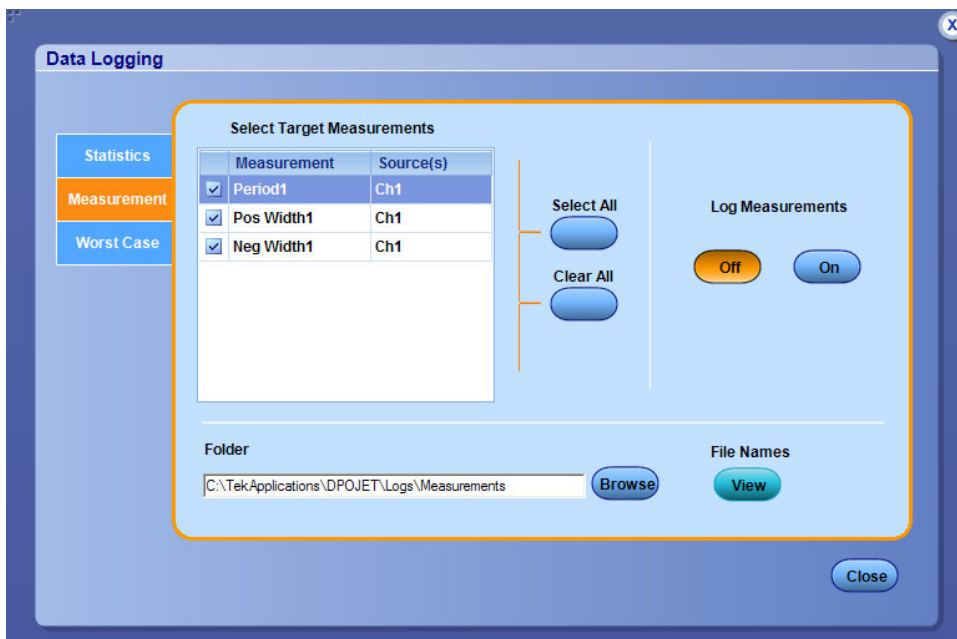 X
Data Logging
Statistics
Measurement
Worst Case
Select Target Measurements
Measurement Source(s)
Period1 Ch1
Pos Width1 Ch1
Neg Width1 Ch1
Select All
Clear All
Log Measurements
Off On
Folder
C:\TekApplications\DPOJET\Logs\Measurements
Browse
File Names
View
Close